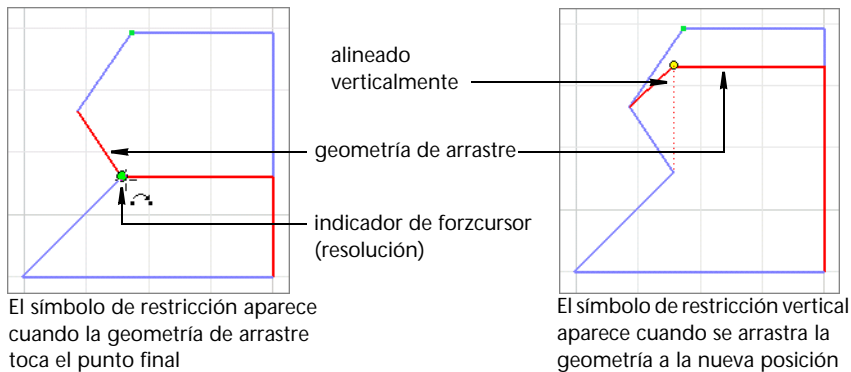 alineado
verticalmente
geometría de arrastre
indicador de forzcursor
(resolución)
El símbolo de restricción aparece
cuando la geometría de arrastre
toca el punto final
El símbolo de restricción vertical
aparece cuando se arrastra la
geometría a la nueva posición